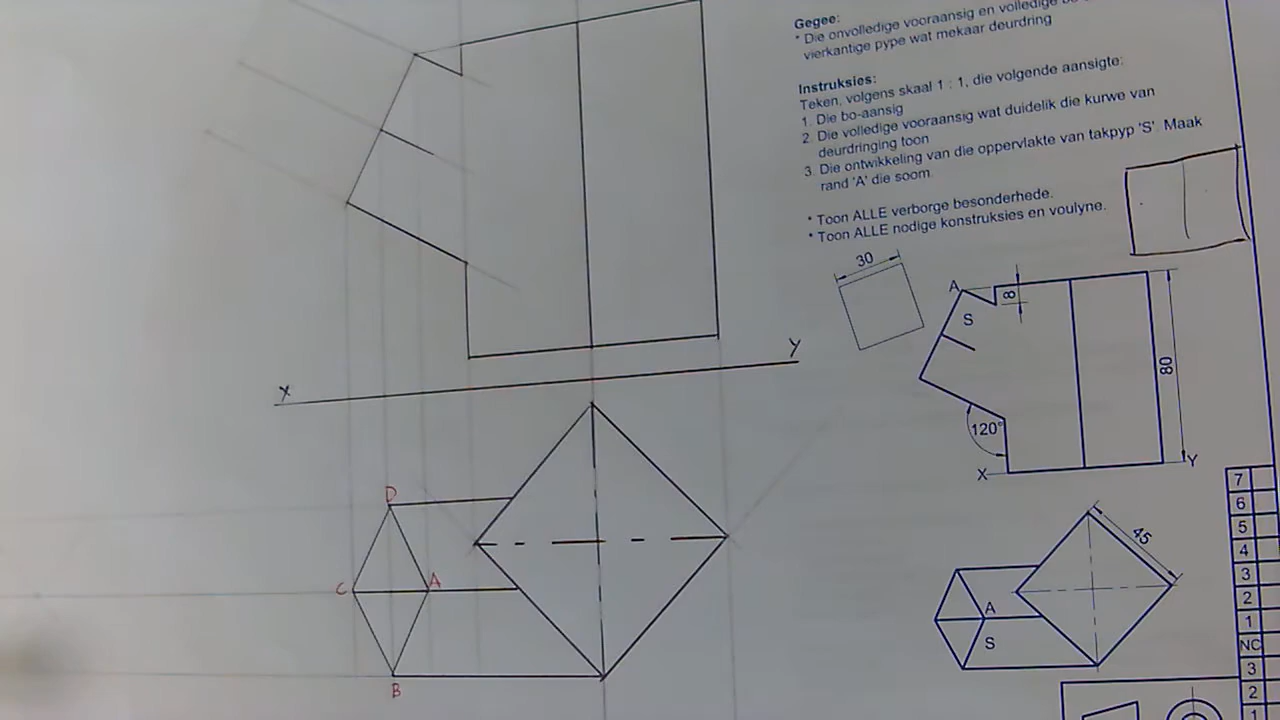 Gegee:
* Die onvolledige vooraansig en volledige
vierkantige pype wat mekaar deurdring
Instruksies:
Teken, volgens skaal 1 : 1, die volgende aansigte:
1. Die bo-aansig
2. Die volledige vooraansig wat duidelik die kurwe van
deurdringing toon
3. Die ontwikkeling van die oppervlakte van takpyp 'S' Maak
rand 'A' die soom
* Toon ALLE verborge besonderhede.
* Toon ALLE nodige konstruksies en voulyne.
30
A
8
S
80
120°
X
Y
X
Y
45
A
S
D
C
A
B
7
6
5
4
3
2
1
NC
3
2
1